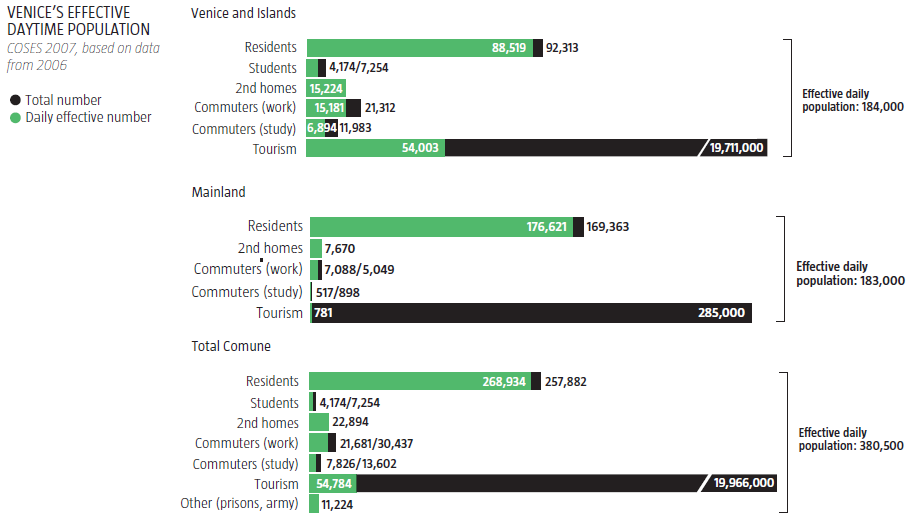 VENICE'S EFFECTIVE
DAYTIME POPULATION
COSES 2007, based on data
from 2006
Total number
Daily effective number
Venice and Islands
Residents 88,519 92,313
Students 4,174/7,254
2nd homes 15,224
Commuters (work) 15,181 21,312
Commuters (study) 6,894 11,983
Tourism 54,003 19,711,000
Effective daily
population: 184,000
Mainland
Residents 176,621 169,363
2nd homes 7,670
Commuters (work) 7,088/5,049
Commuters (study) 517/898
Tourism 781 285,000
Effective daily
population: 183,000
Total Comune
Residents 268,934 257,882
Students 4,174/7,254
2nd homes 22,894
Commuters (work) 21,681/30,437
Commuters (study) 7,826/13,602
Tourism 54,784 19,966,000
Other (prisons, army) 11,224
Effective daily
population: 380,500